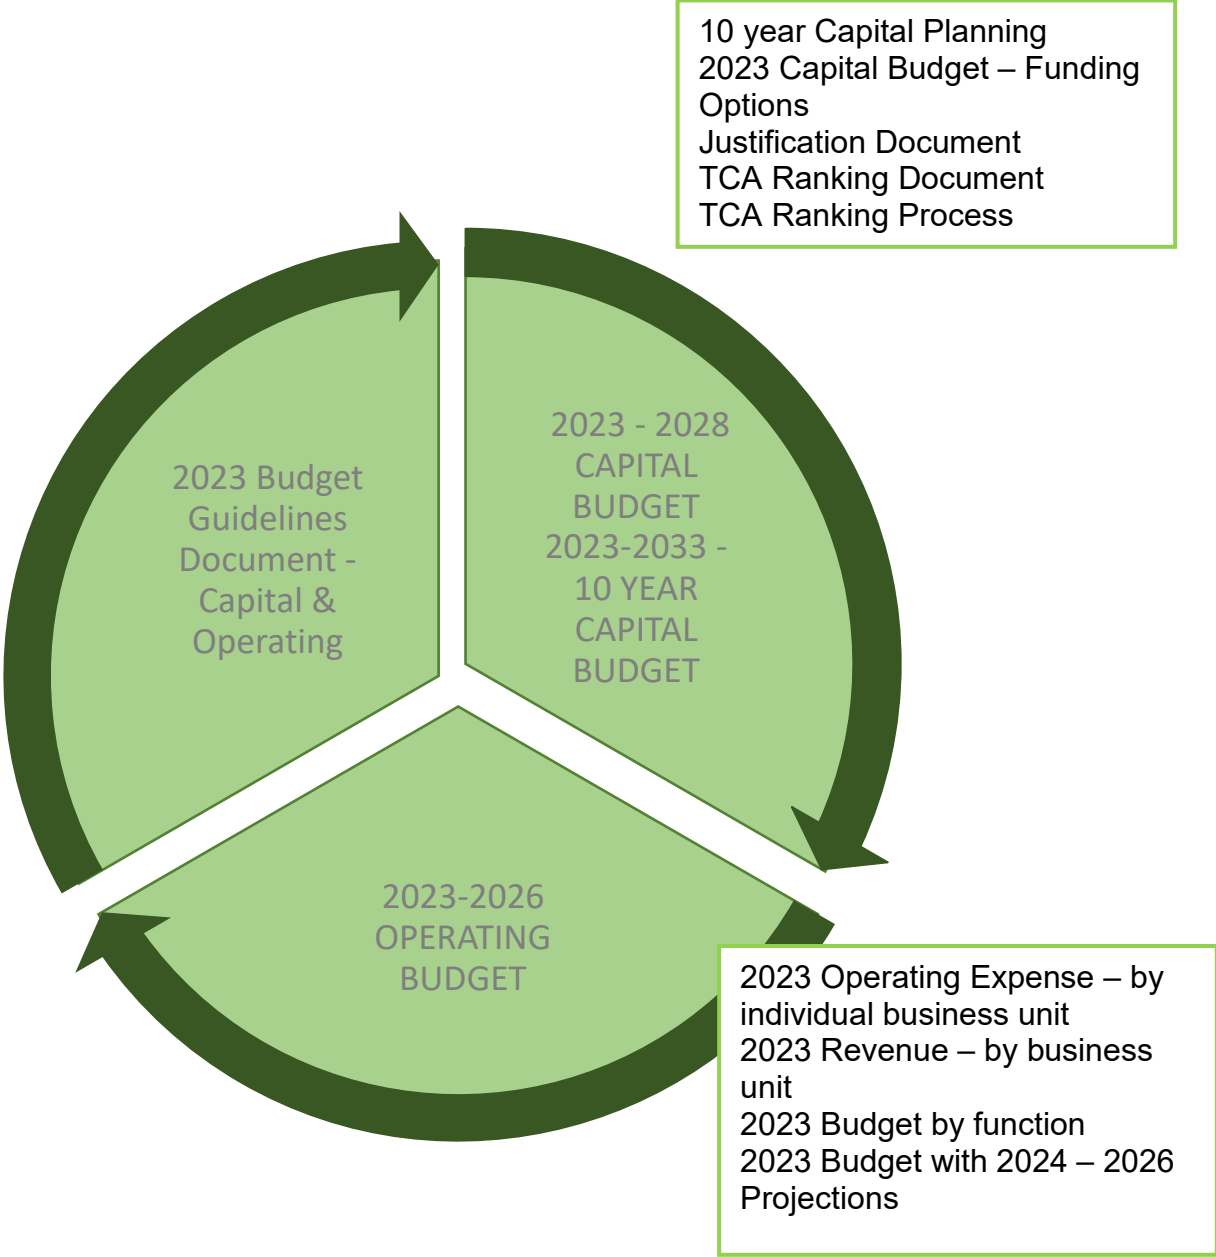 10 year Capital Planning
2023 Capital Budget – Funding
Options
Justification Document
TCA Ranking Document
TCA Ranking Process
2023 Budget
Guidelines
Document -
Capital &
Operating
2023 - 2028
CAPITAL
BUDGET
2023-2033 -
10 YEAR
CAPITAL
BUDGET
2023-2026
OPERATING
BUDGET
2023 Operating Expense – by
individual business unit
2023 Revenue – by business
unit
2023 Budget by function
2023 Budget with 2024 – 2026
Projections